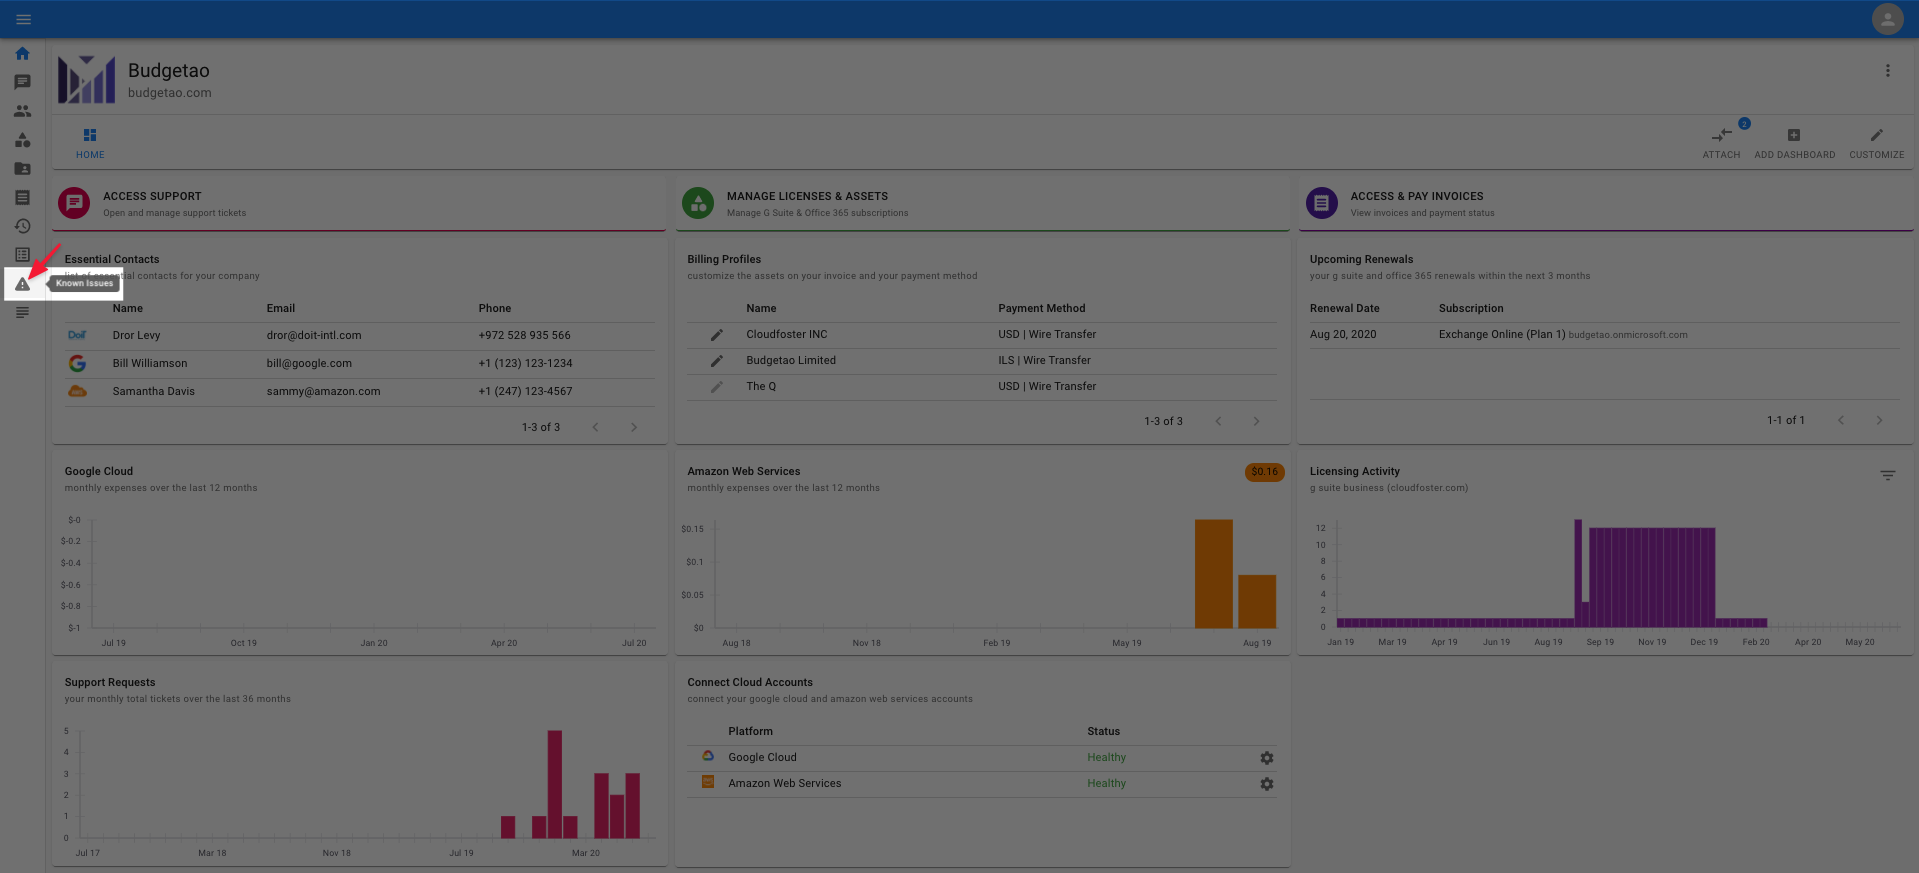 Budgetao
budgetao.com
HOME
2
ATTACH
ADD DASHBOARD
CUSTOMIZE
ACCESS SUPPORT
Open and manage support tickets
MANAGE LICENSES & ASSETS
Manage G Suite & Office 365 subscriptions
ACCESS & PAY INVOICES
View invoices and payment status
Known Issues
Essential Contacts
list of essential contacts for your company
Name Email Phone
Dror Levy dror@doit-intl.com +972 528 935 566
Bill Williamson bill@google.com +1 (123) 123-1234
Samantha Davis sammy@amazon.com +1 (247) 123-4567
1-3 of 3
Billing Profiles
customize the assets on your invoice and your payment method
Name Payment Method
Cloudfoster INC USD | Wire Transfer
Budgetao Limited ILS | Wire Transfer
The Q USD | Wire Transfer
1-3 of 3
Upcoming Renewals
your g suite and office 365 renewals within the next 3 months
Renewal Date Subscription
Aug 20, 2020 Exchange Online (Plan 1) budgetao.onmicrosoft.com
1-1 of 1
Google Cloud
monthly expenses over the last 12 months
$-0
$-0.2
$-0.4
$-0.6
$-0.8
$-1
Jul 19 Oct 19 Jan 20 Apr 20 Jul 20
Amazon Web Services
monthly expenses over the last 12 months
$0.16
$0.15
$0.1
$0.05
$0
Aug 18 Nov 18 Feb 19 May 19 Aug 19
Licensing Activity
g suite business (cloudfoster.com)
12
10
8
6
4
2
0
Jan 19 Mar 19 Apr 19 Jun 19 Aug 19 Sep 19 Nov 19 Dec 19 Feb 20 Apr 20 May 20
Support Requests
your monthly total tickets over the last 36 months
5
4
3
2
1
0
Jul 17 Mar 18 Nov 18 Jul 19 Mar 20
Connect Cloud Accounts
connect your google cloud and amazon web services accounts
Platform Status
Google Cloud Healthy
Amazon Web Services Healthy